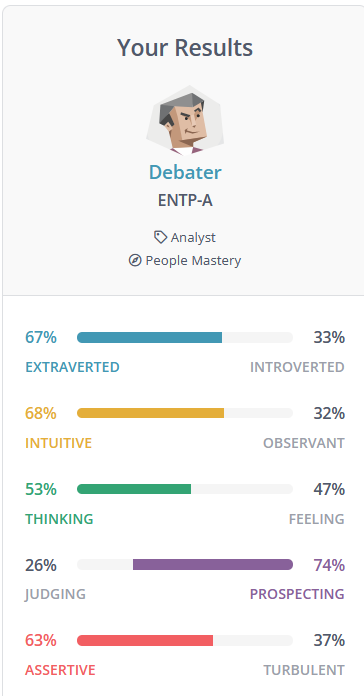 Your Results
Debater
ENTP-A
Analyst
People Mastery
67% 33%
EXTRAVERTED INTROVERTED
68% 32%
INTUITIVE OBSERVANT
53% 47%
THINKING FEELING
26% 74%
JUDGING PROSPECTING
63% 37%
ASSERTIVE TURBULENT